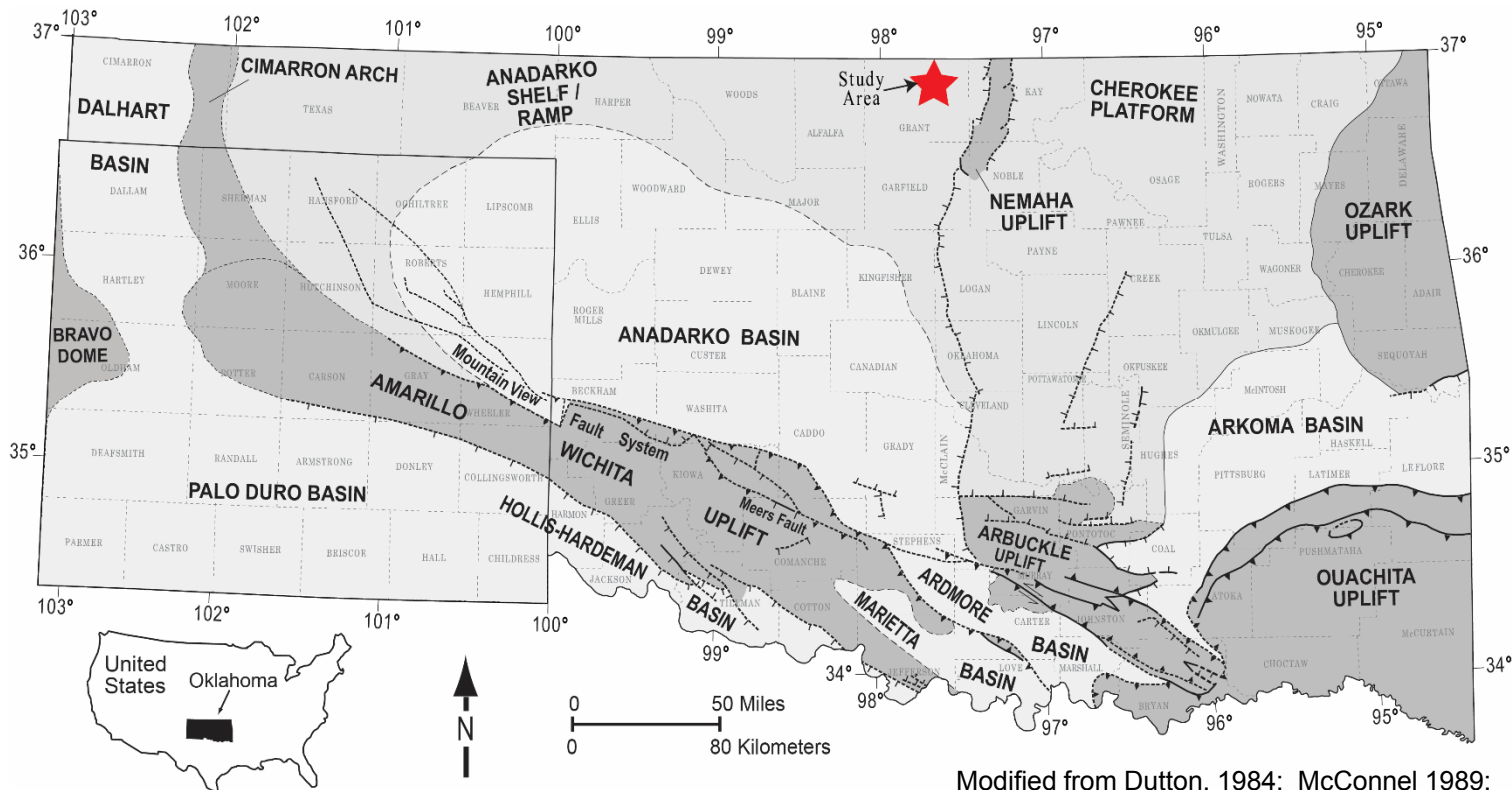 103°
102°
101°
100°
99°
98°
97°
96°
95°
37°
37°
CIMARRON
CIMARRON ARCH
DALHART
BASIN
TEXAS
BEAVER
ANADARKO
SHELF /
RAMP
HARPER
WOODS
ALFALFA
Study
Area
GRANT
KAY
CHEROKEE
PLATFORM
WASHINGTON
NOWATA
CRAIG
OTTAWA
DELAWARE
DALLAM
SHERMAN
HANSFORD
OCHILTREE
LIPSCOMB
WOODWARD
ELLIS
MAJOR
GARFIELD
NOBLE
NEMAHA
UPLIFT
OSAGE
ROGERS
MAYES
PAWNEE
OZARK
UPLIFT
36°
36°
HARTLEY
MOORE
HUTCHINSON
ROBERTS
HEMPHILL
ROGER
MILLS
DEWEY
BLAINE
KINGFISHER
LOGAN
PAYNE
CREEK
TULSA
WAGONER
CHEROKEE
ADAIR
BRAVO
DOME
OLDHAM
POTTER
CARSON
GRAY
WHEELER
AMARILLO
Mountain View
Fault System
ANADARKO BASIN
CUSTER
BECKHAM
WASHITA
CANADIAN
OKLAHOMA
LINCOLN
OKMULGEE
MUSKOGEE
SEQUOYAH
POTTAWATOMIE
OKFUSKEE
McINTOSH
CLEVELAND
SEMINOLE
ARKOMA BASIN
HASKELL
35°
35°
DEAFSMITH
RANDALL
ARMSTRONG
DONLEY
COLLINGSWORTH
PALO DURO BASIN
WICHITA
UPLIFT
KIOWA
CADDO
GRADY
McCLAIN
HUGHES
PITTSBURG
LATIMER
LEFLORE
HOLLIS-HARDEMAN
BASIN
HARMON
GREER
Meers Fault
GARVIN
PONTOTOC
COAL
PARMER
CASTRO
SWISHER
BRISCOE
HALL
CHILDRESS
JACKSON
TILLMAN
COMANCHE
STEPHENS
ARBUCKLE
UPLIFT
MURRAY
PUSHMATAHA
OUACHITA
UPLIFT
ATOKA
COTTON
MARIETTA
BASIN
ARDMORE
BASIN
CARTER
JOHNSTON
McCURTAIN
JEFFERSON
LOVE
MARSHALL
CHOCTAW
BRYAN
103°
102°
101°
100°
99°
34°
98°
97°
96°
95°
34°
United
States
Oklahoma
N
0 50 Miles
0 80 Kilometers
Modified from Dutton, 1984; McConnel 1989;